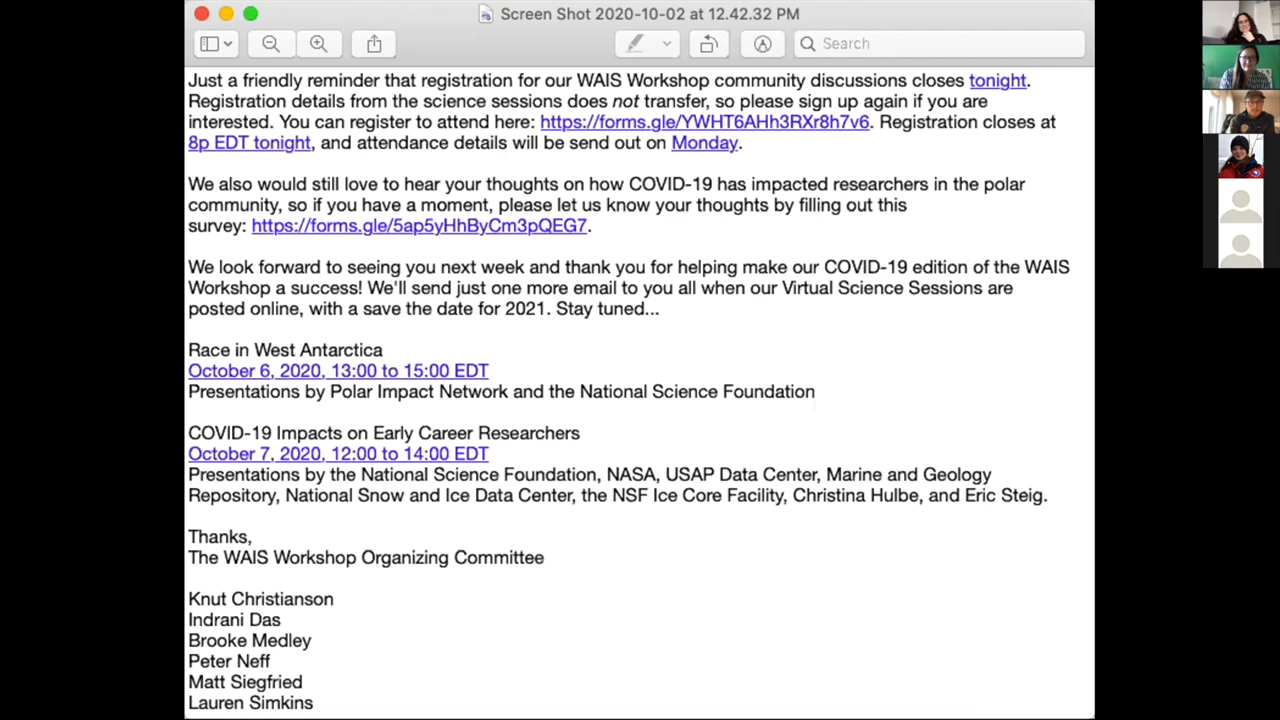 Screen Shot 2020-10-02 at 12.42.32 PM
Search
Just a friendly reminder that registration for our WAIS Workshop community discussions closes tonight.
Registration details from the science sessions does not transfer, so please sign up again if you are
interested. You can register to attend here: https://forms.gle/YWHT6AHh3RXr8h7v6. Registration closes at
8p EDT tonight, and attendance details will be send out on Monday.
We also would still love to hear your thoughts on how COVID-19 has impacted researchers in the polar
community, so if you have a moment, please let us know your thoughts by filling out this
survey: https://forms.gle/5ap5yHhByCm3pQEG7.
We look forward to seeing you next week and thank you for helping make our COVID-19 edition of the WAIS
Workshop a success! We'll send just one more email to you all when our Virtual Science Sessions are
posted online, with a save the date for 2021. Stay tuned...
Race in West Antarctica
October 6, 2020, 13:00 to 15:00 EDT
Presentations by Polar Impact Network and the National Science Foundation
COVID-19 Impacts on Early Career Researchers
October 7, 2020, 12:00 to 14:00 EDT
Presentations by the National Science Foundation, NASA, USAP Data Center, Marine and Geology
Repository, National Snow and Ice Data Center, the NSF Ice Core Facility, Christina Hulbe, and Eric Steig.
Thanks,
The WAIS Workshop Organizing Committee
Knut Christianson
Indrani Das
Brooke Medley
Peter Neff
Matt Siegfried
Lauren Simkins